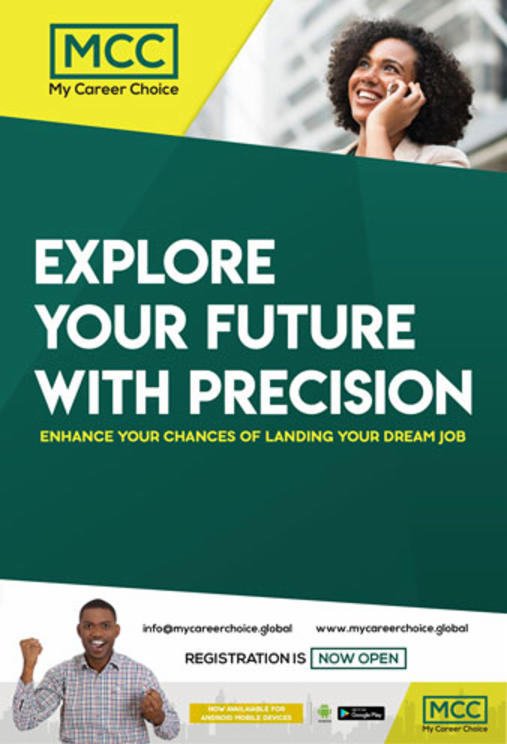 MCC
My Career Choice
EXPLORE
YOUR FUTURE
WITH PRECISION
ENHANCE YOUR CHANCES OF LANDING YOUR DREAM JOB
info@mycareerchoice.global
www.mycareerchoice.global
REGISTRATION IS NOW OPEN
NOW AVAILABLE FOR
ANDROID MOBILE DEVICES
Google Play
MCC
My Career Choice